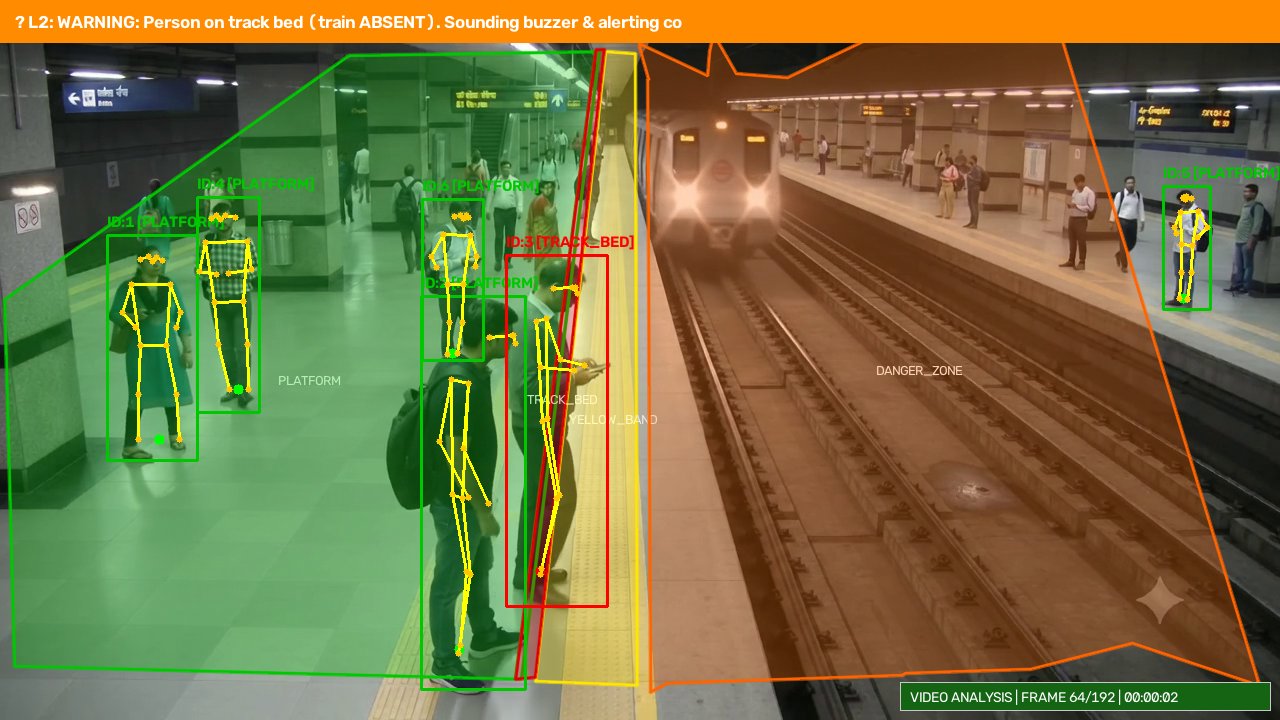 ? L2: WARNING: Person on track bed (train ABSENT). Sounding buzzer & alerting co
ID:4 [PLATFORM]
ID:6 [PLATFORM]
ID:5 [PLATFORM]
ID:1 [PLATFORM]
ID:3 [TRACK_BED]
ID:2 [PLATFORM]
DANGER_ZONE
PLATFORM
TRACK_BED
YELLOW_BAND
VIDEO ANALYSIS | FRAME 64/192 | 00:00:02